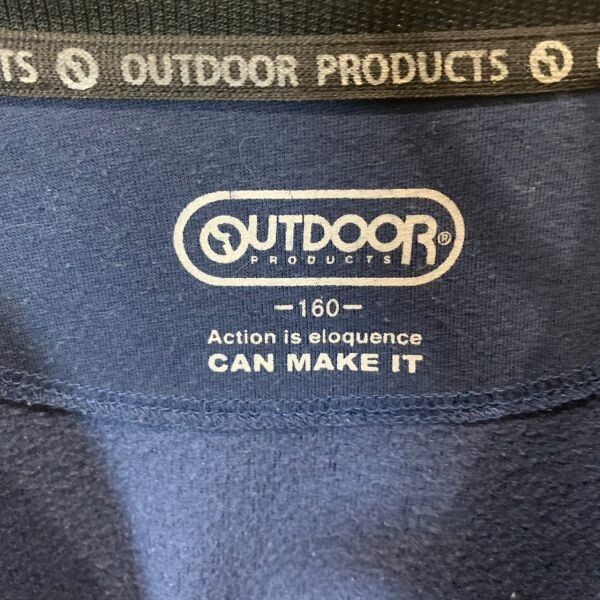 TS OUTDOOR PRODUCTS
OUTDOOR®
PRODUCTS
-160-
Action is eloquence
CAN MAKE IT